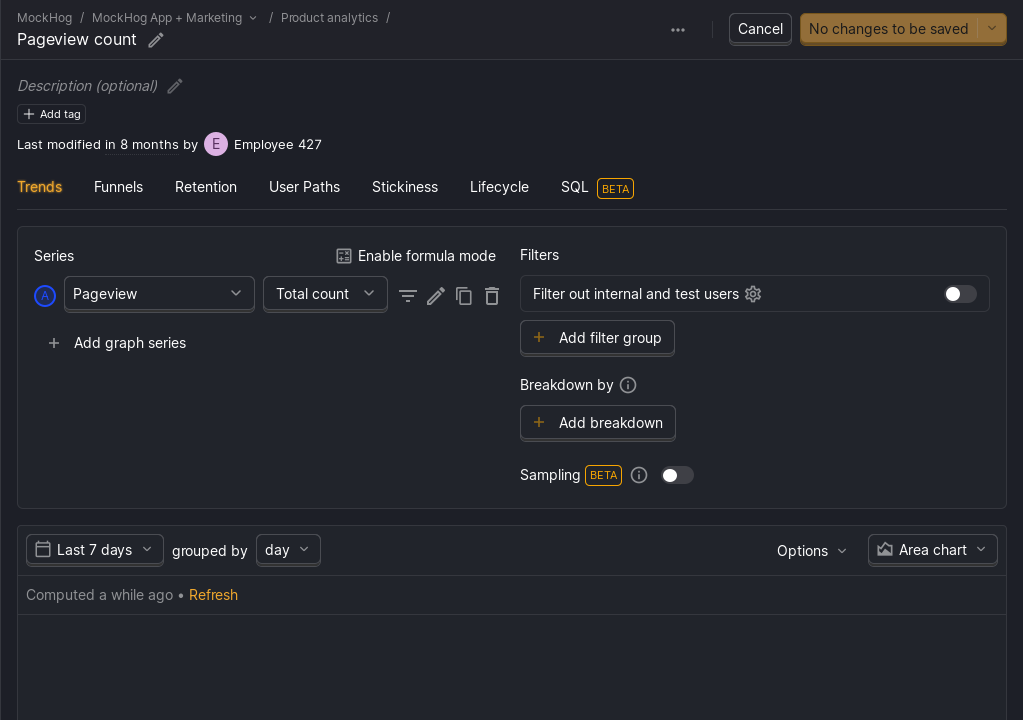 MockHog / MockHog App + Marketing / Product analytics /
Pageview count
Cancel
No changes to be saved
Description (optional)
Add tag
Last modified in 8 months by E Employee 427
Trends Funnels Retention User Paths Stickiness Lifecycle SQL BETA
Series
Enable formula mode
A Pageview Total count
Add graph series
Filters
Filter out internal and test users
Add filter group
Breakdown by
Add breakdown
Sampling BETA
Last 7 days grouped by day
Options
Area chart
Computed a while ago • Refresh